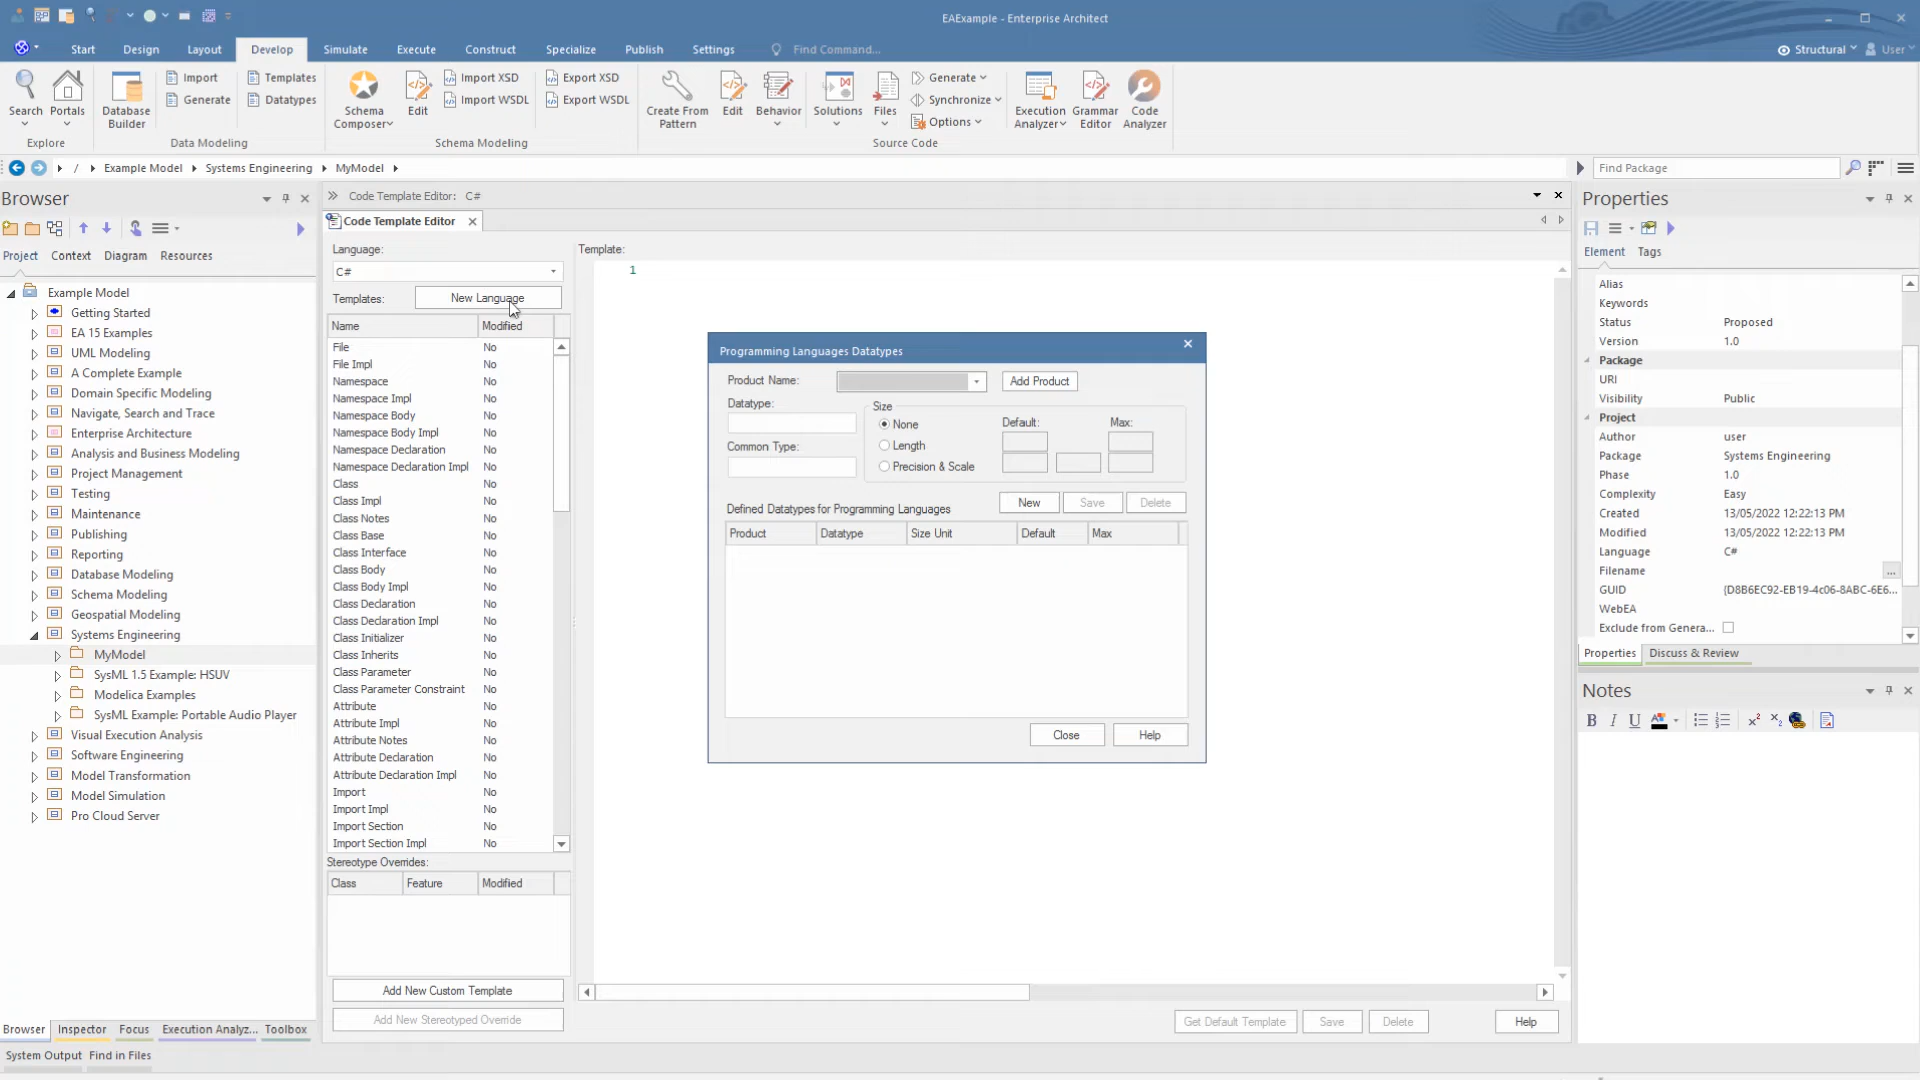 EAExample - Enterprise Architect
Start
Design
Layout
Develop
Simulate
Execute
Construct
Specialize
Publish
Settings
Find Command...
Structural
User
Search
Portals
Explore
Database
Builder
Import
Generate
Templates
Datatypes
Data Modeling
Schema
Composer
Edit
Import XSD
Import WSDL
Export XSD
Export WSDL
Schema Modeling
Create From
Pattern
Edit
Behavior
Solutions
Files
Generate
Synchronize
Options
Source Code
Execution
Analyzer
Grammar
Editor
Code
Analyzer
/ Example Model Systems Engineering MyModel
Find Package
Browser
Project Context Diagram Resources
Example Model
Getting Started
EA 15 Examples
UML Modeling
A Complete Example
Domain Specific Modeling
Navigate, Search and Trace
Enterprise Architecture
Analysis and Business Modeling
Project Management
Testing
Maintenance
Publishing
Reporting
Database Modeling
Schema Modeling
Geospatial Modeling
Systems Engineering
MyModel
SysML 1.5 Example: HSUV
Modelica Examples
SysML Example: Portable Audio Player
Visual Execution Analysis
Software Engineering
Model Transformation
Model Simulation
Pro Cloud Server
Browser Inspector Focus Execution Analyz... Toolbox
System Output Find in Files
Code Template Editor: C#
Code Template Editor
Language:
C#
Templates:
New Language
Name Modified
File No
File Impl No
Namespace No
Namespace Impl No
Namespace Body No
Namespace Body Impl No
Namespace Declaration No
Namespace Declaration Impl No
Class No
Class Impl No
Class Notes No
Class Base No
Class Interface No
Class Body No
Class Body Impl No
Class Declaration No
Class Declaration Impl No
Class Initializer No
Class Inherits No
Class Parameter No
Class Parameter Constraint No
Attribute No
Attribute Impl No
Attribute Notes No
Attribute Declaration No
Attribute Declaration Impl No
Import No
Import Impl No
Import Section No
Import Section Impl No
Stereotype Overrides:
Class Feature Modified
Add New Custom Template
Add New Stereotyped Override
Template:
1
Programming Languages Datatypes
Product Name:
Add Product
Datatype:
Common Type:
Size
None
Length
Precision & Scale
Default:
Max:
New Save Delete
Defined Datatypes for Programming Languages
Product Datatype Size Unit Default Max
Close Help
Get Default Template Save Delete Help
Properties
Element Tags
Alias
Keywords
Status Proposed
Version 1.0
Package
URI
Visibility Public
Project
Author user
Package Systems Engineering
Phase 1.0
Complexity Easy
Created 13/05/2022 12:22:13 PM
Modified 13/05/2022 12:22:13 PM
Language C#
Filename ...
GUID {D8B6EC92-EB19-4c06-8ABC-6E6...
WebEA
Exclude from Genera...
Properties Discuss & Review
Notes
B I U